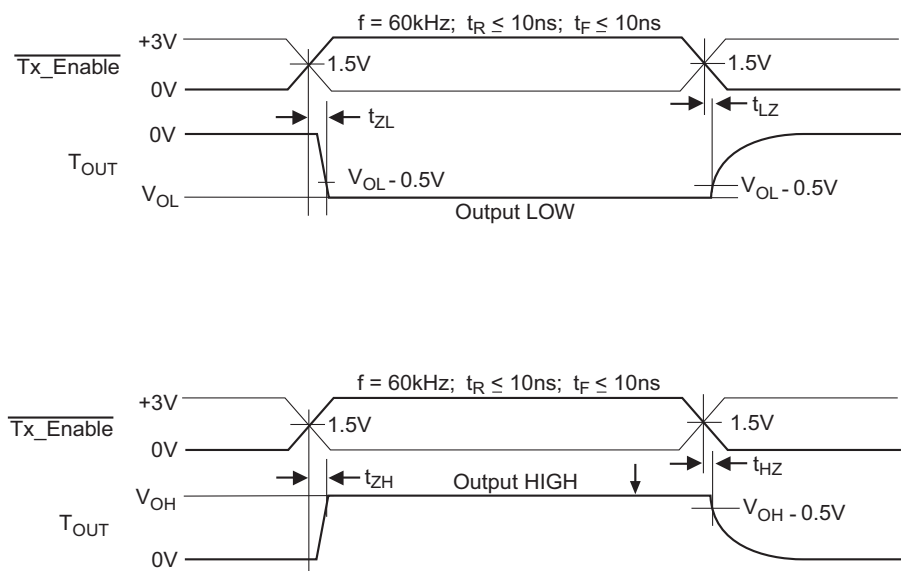 f = 60kHz; tR ≤ 10ns; tF ≤ 10ns
+3V
Tx_Enable
1.5V
1.5V
0V
tZL
tLZ
0V
TOUT
VOL - 0.5V
VOL - 0.5V
VOL
Output LOW
f = 60kHz; tR ≤ 10ns; tF ≤ 10ns
+3V
Tx_Enable
1.5V
1.5V
0V
tZH
tHZ
VOH
Output HIGH
VOH - 0.5V
TOUT
0V